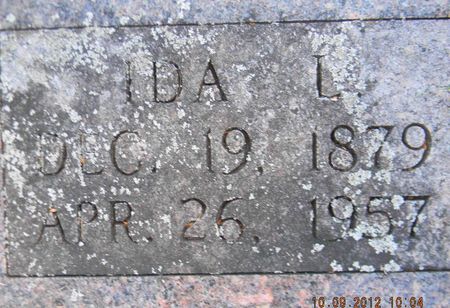 IDA L.
DEC. 19, 1879
APR. 26, 1957
10.09.2012 10:04